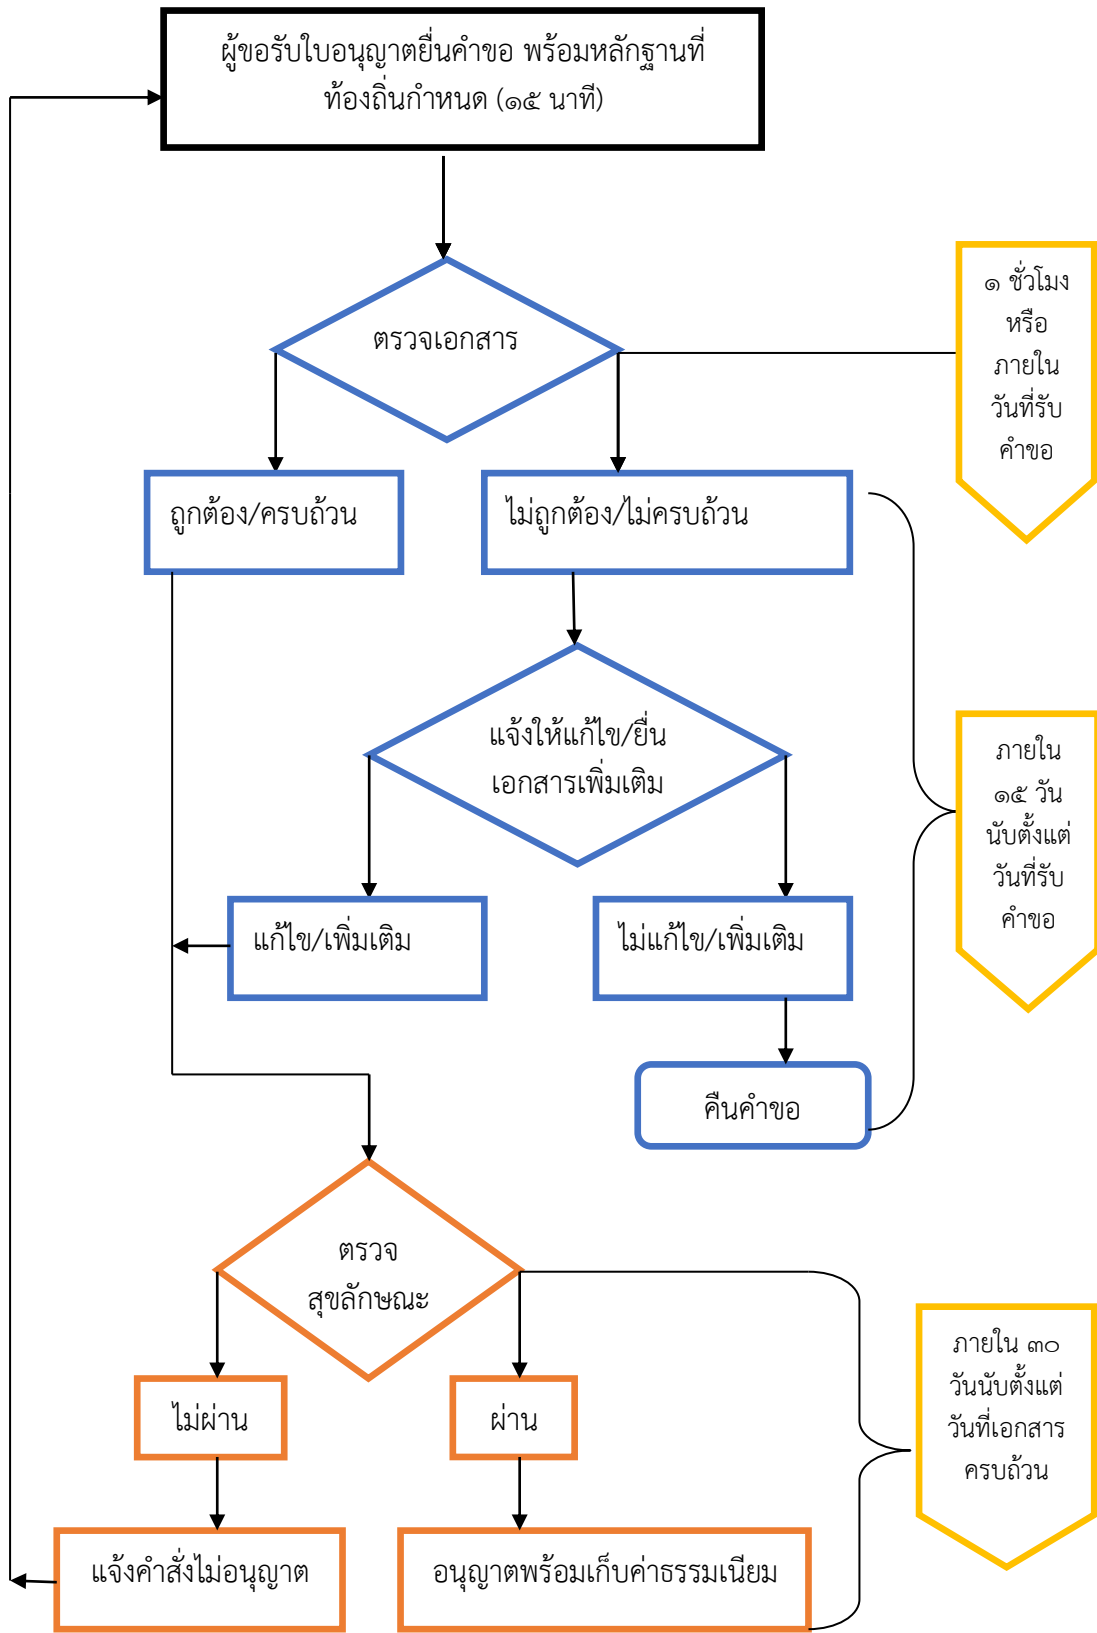 ผู้ขอรับใบอนุญาตยื่นคำขอ พร้อมหลักฐานที่
ท้องถิ่นกำหนด (๑๕ นาที)
ตรวจเอกสาร
๑ ชั่วโมง
หรือ
ภายใน
วันที่รับ
คำขอ
ถูกต้อง/ครบถ้วน
ไม่ถูกต้อง/ไม่ครบถ้วน
แจ้งให้แก้ไข/ยื่น
เอกสารเพิ่มเติม
ภายใน
๑๕ วัน
นับตั้งแต่
วันที่รับ
คำขอ
แก้ไข/เพิ่มเติม
ไม่แก้ไข/เพิ่มเติม
คืนคำขอ
ตรวจ
สุขลักษณะ
ภายใน ๓๐
วันนับตั้งแต่
วันที่เอกสาร
ครบถ้วน
ไม่ผ่าน
ผ่าน
แจ้งคำสั่งไม่อนุญาต
อนุญาตพร้อมเก็บค่าธรรมเนียม